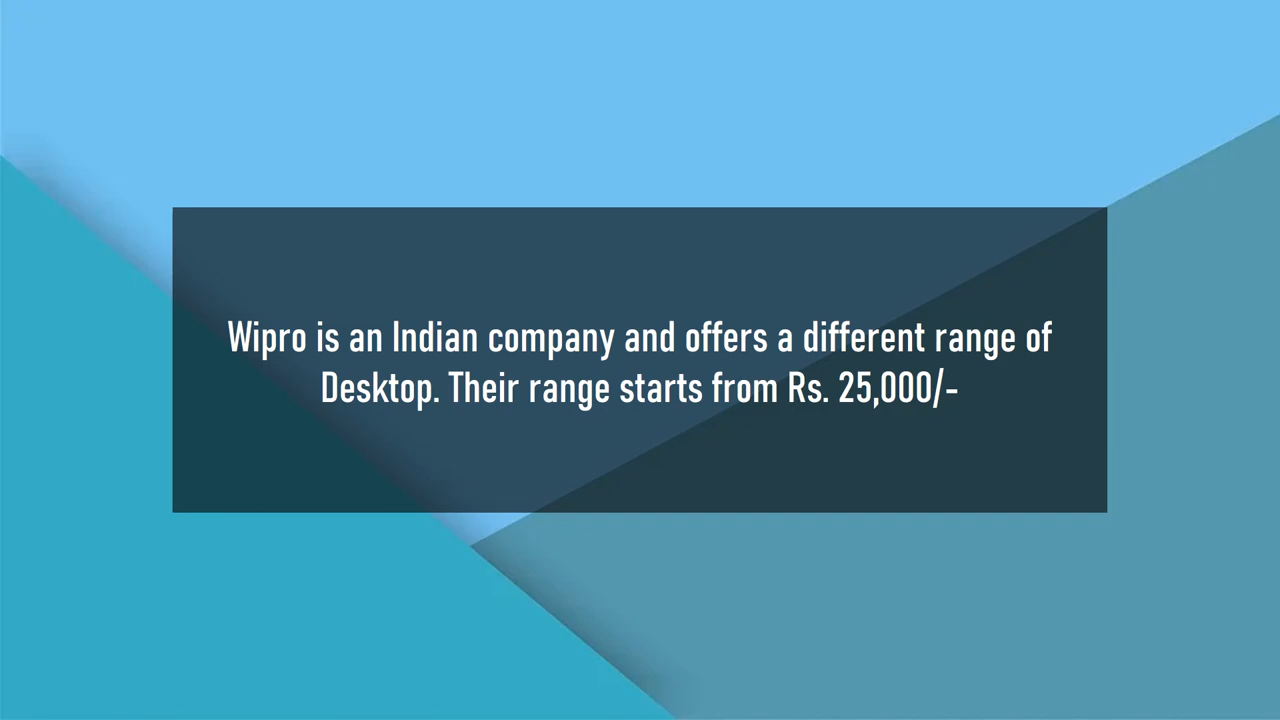 Wipro is an Indian company and offers a different range of
Desktop. Their range starts from Rs. 25,000/-